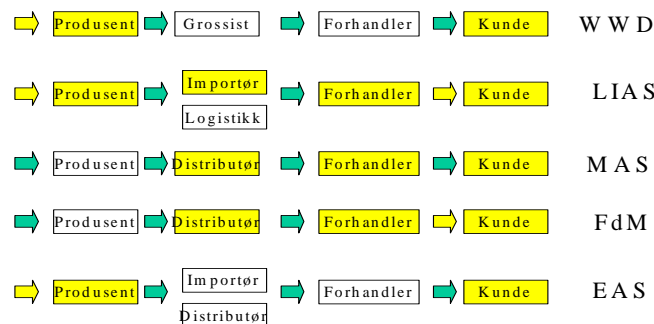 Produsent Grossist Forhandler Kunde WWD
Importør
Produsent Forhandler Kunde LIAS
Logistikk
Produsent Distributør Forhandler Kunde MAS
Produsent Distributør Forhandler Kunde FdM
Importør
Produsent Forhandler Kunde EAS
Distributør